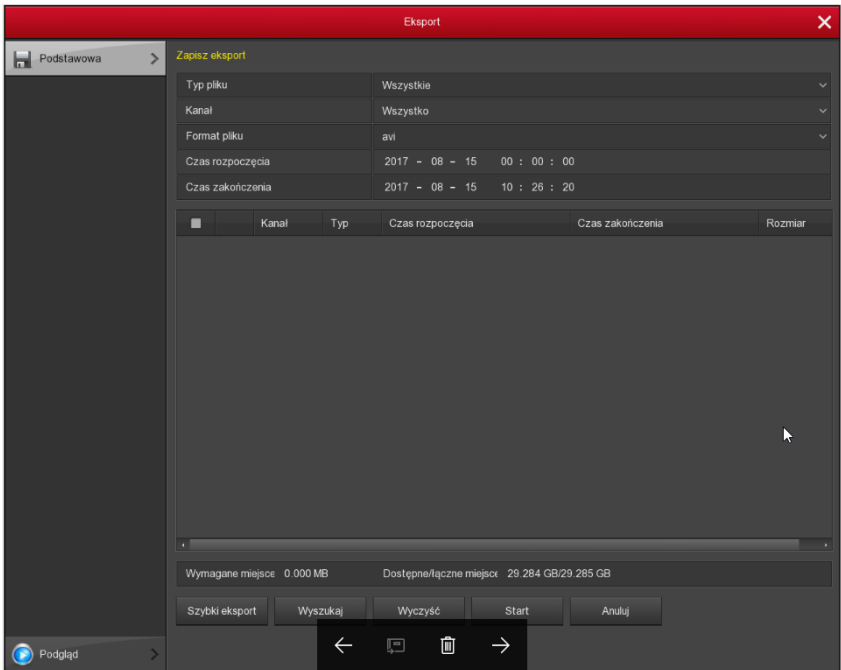 Eksport
Podstawowa
Zapisz eksport
Typ pliku Wszystkie
Kanał Wszystko
Format pliku avi
Czas rozpoczęcia 2017 - 08 - 15 00 : 00 : 00
Czas zakończenia 2017 - 08 - 15 10 : 26 : 20
Kanał Typ Czas rozpoczęcia Czas zakończenia Rozmiar
Wymagane miejsce 0.000 MB Dostępne/łączne miejsce 29.284 GB/29.285 GB
Szybki eksport Wyszukaj Wyczyść Start Anuluj
Podgląd